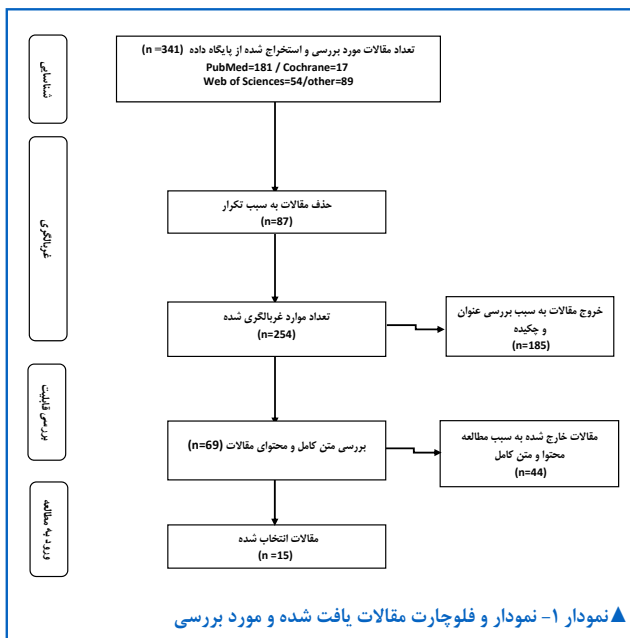 تعداد مقالات مورد بررسی و استخراج شده از پایگاه داده (n =341)
PubMed=181 / Cochrane=17
Web of Sciences=54/other=89
شناسایی
حذف مقالات به سبب تکرار
(n=87)
غربالگری
تعداد موارد غربالگری شده
(n=254)
خروج مقالات به سبب بررسی عنوان
و چکیده
(n=185)
بررسی قابلیت
بررسی متن کامل و محتوای مقالات (n=69)
مقالات خارج شده به سبب مطالعه
محتوا و متن کامل
(n=44)
ورود به مطالعه
مقالات انتخاب شده
(n =15)
▲نمودار ۱- نمودار و فلوچارت مقالات یافت شده و مورد بررسی